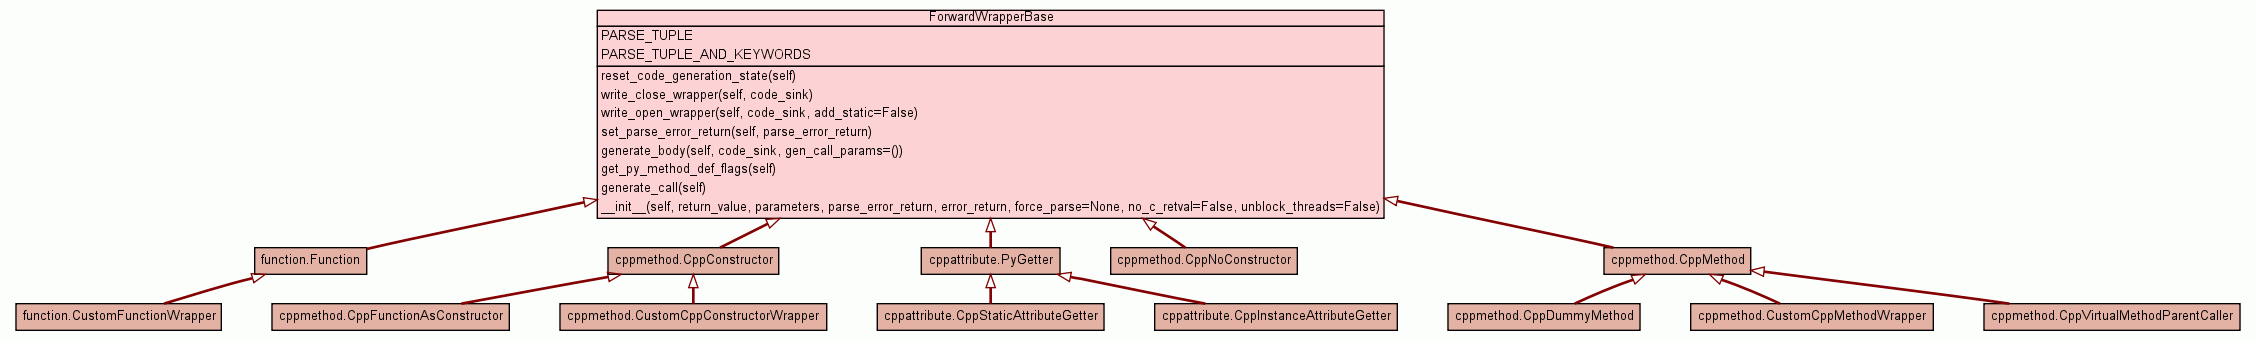 ForwardWrapperBase
PARSE_TUPLE
PARSE_TUPLE_AND_KEYWORDS
reset_code_generation_state(self)
write_close_wrapper(self, code_sink)
write_open_wrapper(self, code_sink, add_static=False)
set_parse_error_return(self, parse_error_return)
generate_body(self, code_sink, gen_call_params=())
get_py_method_def_flags(self)
generate_call(self)
__init__(self, return_value, parameters, parse_error_return, error_return, force_parse=None, no_c_retval=False, unblock_threads=False)
function.Function
cppmethod.CppConstructor
cppattribute.PyGetter
cppmethod.CppNoConstructor
cppmethod.CppMethod
function.CustomFunctionWrapper
cppmethod.CppFunctionAsConstructor
cppmethod.CustomCppConstructorWrapper
cppattribute.CppStaticAttributeGetter
cppattribute.CppInstanceAttributeGetter
cppmethod.CppDummyMethod
cppmethod.CustomCppMethodWrapper
cppmethod.CppVirtualMethodParentCaller